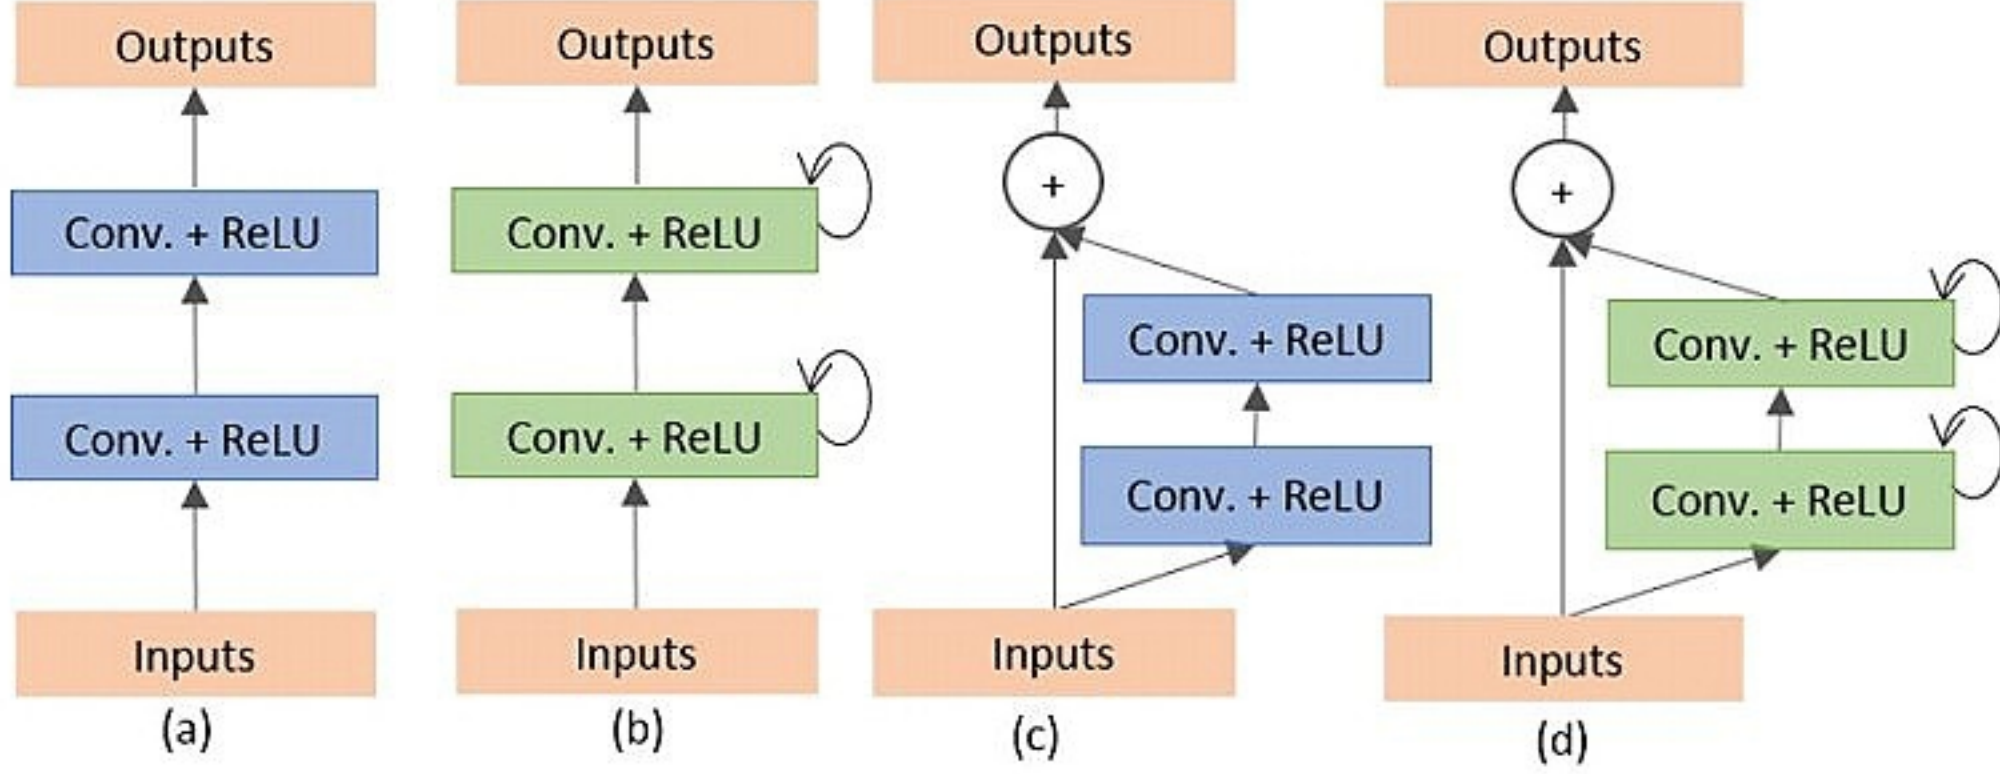 Outputs
Conv. + ReLU
Conv. + ReLU
Inputs
(a)
Outputs
Conv. + ReLU
Conv. + ReLU
Inputs
(b)
Outputs
+
Conv. + ReLU
Conv. + ReLU
Inputs
(c)
Outputs
+
Conv. + ReLU
Conv. + ReLU
Inputs
(d)